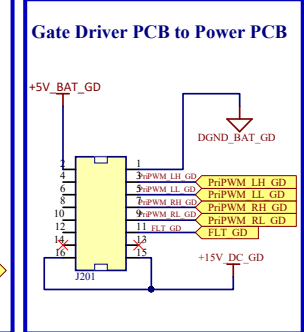 Gate Driver PCB to Power PCB
+5V_BAT_GD
DGND_BAT_GD
2 1
4 3 PriPWM_LH_GD PriPWM_LH_GD
6 5 PriPWM_LL_GD PriPWM_LL_GD
8 7 PriPWM_RH_GD PriPWM_RH_GD
10 9 PriPWM_RL_GD PriPWM_RL_GD
12 11 FLT_GD FLT_GD
14 13
16 15
+15V_DC_GD
J201